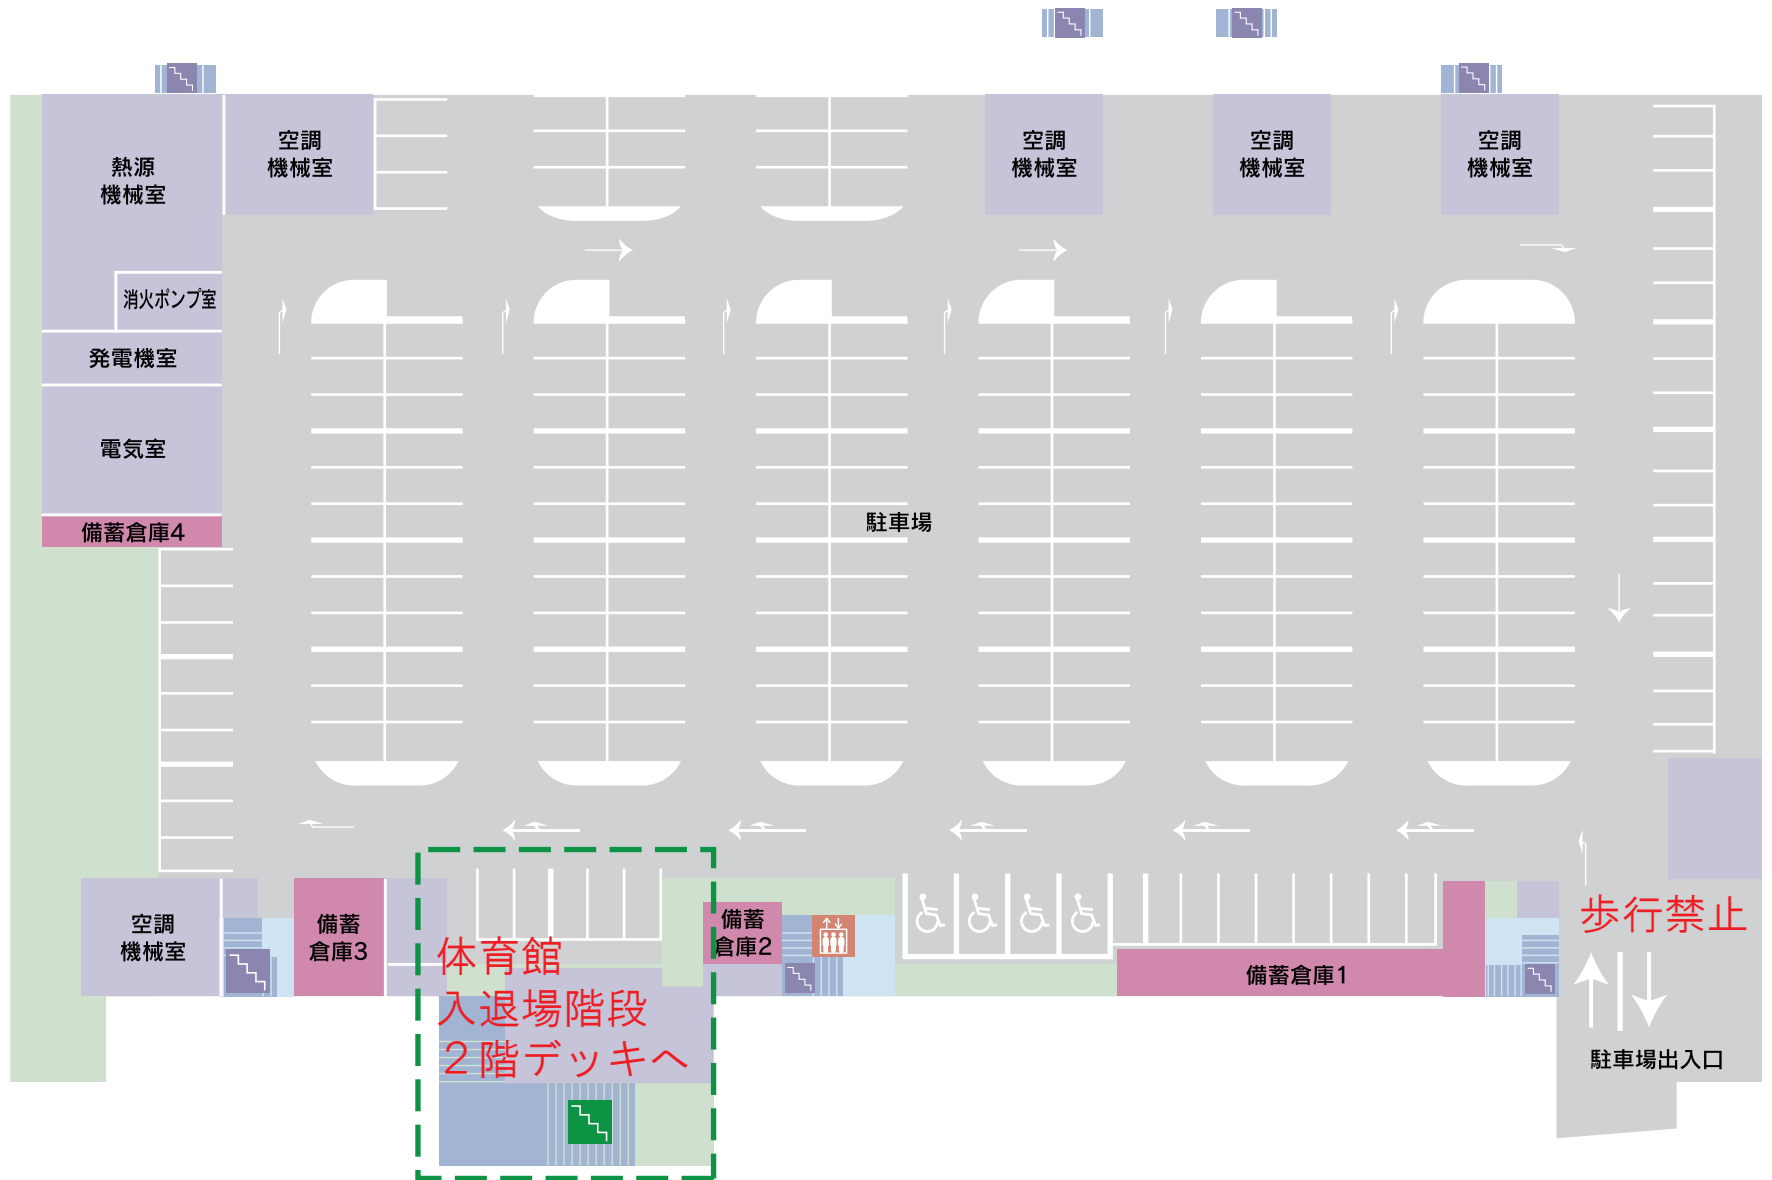 空調
機械室
空調
機械室
空調
機械室
空調
機械室
熱源
機械室
消火ポンプ室
発電機室
電気室
備蓄倉庫4
駐車場
空調
機械室
備蓄
倉庫3
備蓄
倉庫2
備蓄倉庫1
体育館
入退場階段
２階デッキへ
歩行禁止
駐車場出入口